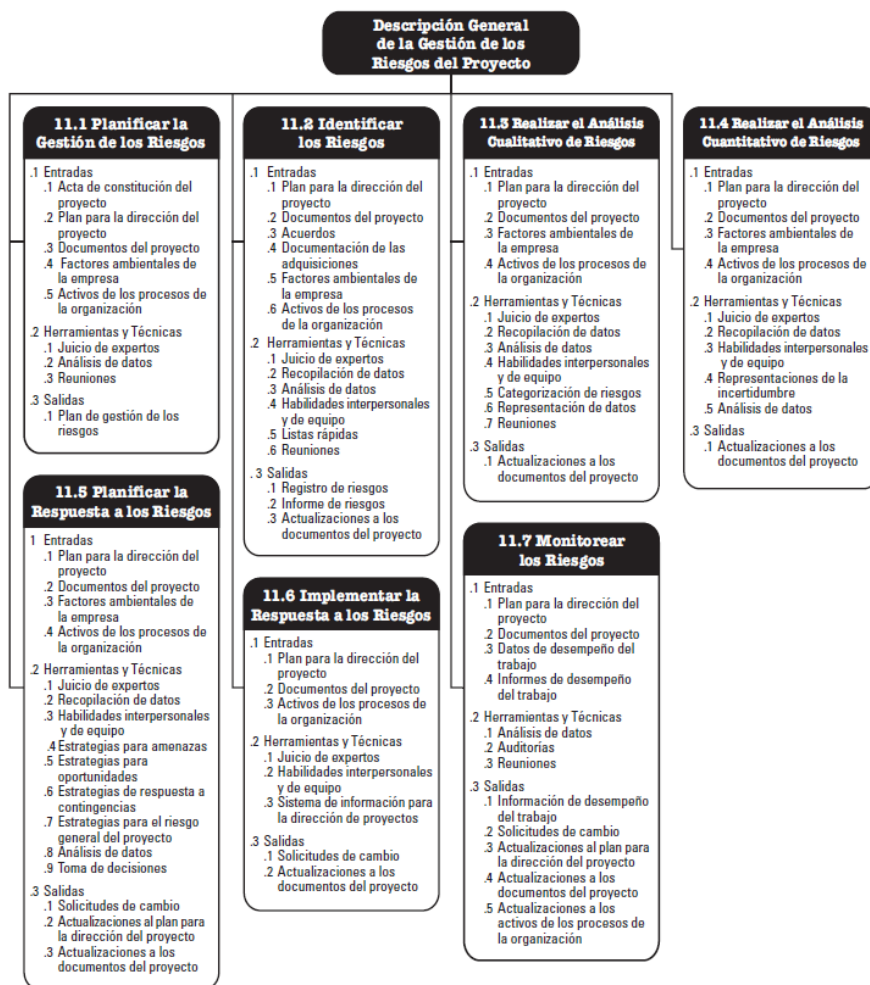 Descripción General
de la Gestión de los
Riesgos del Proyecto
11.1 Planificar la
Gestión de los Riesgos
.1 Entradas
.1 Acta de constitución del
proyecto
.2 Plan para la dirección del
proyecto
.3 Documentos del proyecto
.4 Factores ambientales de
la empresa
.5 Activos de los procesos de
la organización
.2 Herramientas y Técnicas
.1 Juicio de expertos
.2 Análisis de datos
.3 Reuniones
.3 Salidas
.1 Plan de gestión de los
riesgos
11.2 Identificar
los Riesgos
.1 Entradas
.1 Plan para la dirección del
proyecto
.2 Documentos del proyecto
.3 Acuerdos
.4 Documentación de las
adquisiciones
.5 Factores ambientales de
la empresa
.6 Activos de los procesos
de la organización
.2 Herramientas y Técnicas
.1 Juicio de expertos
.2 Recopilación de datos
.3 Análisis de datos
.4 Habilidades interpersonales
y de equipo
.5 Listas rápidas
.6 Reuniones
.3 Salidas
.1 Registro de riesgos
.2 Informe de riesgos
.3 Actualizaciones a los
documentos del proyecto
11.3 Realizar el Análisis
Cualitativo de Riesgos
.1 Entradas
.1 Plan para la dirección del
proyecto
.2 Documentos del proyecto
.3 Factores ambientales de
la empresa
.4 Activos de los procesos de
la organización
.2 Herramientas y Técnicas
.1 Juicio de expertos
.2 Recopilación de datos
.3 Análisis de datos
.4 Habilidades interpersonales
y de equipo
.5 Categorización de riesgos
.6 Representación de datos
.7 Reuniones
.3 Salidas
.1 Actualizaciones a los
documentos del proyecto
11.4 Realizar el Análisis
Cuantitativo de Riesgos
.1 Entradas
.1 Plan para la dirección del
proyecto
.2 Documentos del proyecto
.3 Factores ambientales de
la empresa
.4 Activos de los procesos de
la organización
.2 Herramientas y Técnicas
.1 Juicio de expertos
.2 Recopilación de datos
.3 Habilidades interpersonales
y de equipo
.4 Representaciones de la
incertidumbre
.5 Análisis de datos
.3 Salidas
.1 Actualizaciones a los
documentos del proyecto
11.5 Planificar la
Respuesta a los Riesgos
1 Entradas
.1 Plan para la dirección del
proyecto
.2 Documentos del proyecto
.3 Factores ambientales de
la empresa
.4 Activos de los procesos de
la organización
.2 Herramientas y Técnicas
.1 Juicio de expertos
.2 Recopilación de datos
.3 Habilidades interpersonales
y de equipo
.4 Estrategias para amenazas
.5 Estrategias para
oportunidades
.6 Estrategias de respuesta a
contingencias
.7 Estrategias para el riesgo
general del proyecto
.8 Análisis de datos
.9 Toma de decisiones
.3 Salidas
.1 Solicitudes de cambio
.2 Actualizaciones al plan para
la dirección del proyecto
.3 Actualizaciones a los
documentos del proyecto
11.6 Implementar la
Respuesta a los Riesgos
.1 Entradas
.1 Plan para la dirección del
proyecto
.2 Documentos del proyecto
.3 Activos de los procesos de
la organización
.2 Herramientas y Técnicas
.1 Juicio de expertos
.2 Habilidades interpersonales
y de equipo
.3 Sistema de información para
la dirección de proyectos
.3 Salidas
.1 Solicitudes de cambio
.2 Actualizaciones a los
documentos del proyecto
11.7 Monitorear
los Riesgos
.1 Entradas
.1 Plan para la dirección del
proyecto
.2 Documentos del proyecto
.3 Datos de desempeño del
trabajo
.4 Informes de desempeño
del trabajo
.2 Herramientas y Técnicas
.1 Análisis de datos
.2 Auditorías
.3 Reuniones
.3 Salidas
.1 Información de desempeño
del trabajo
.2 Solicitudes de cambio
.3 Actualizaciones al plan para
la dirección del proyecto
.4 Actualizaciones a los
documentos del proyecto
.5 Actualizaciones a los
activos de los procesos de
la organización